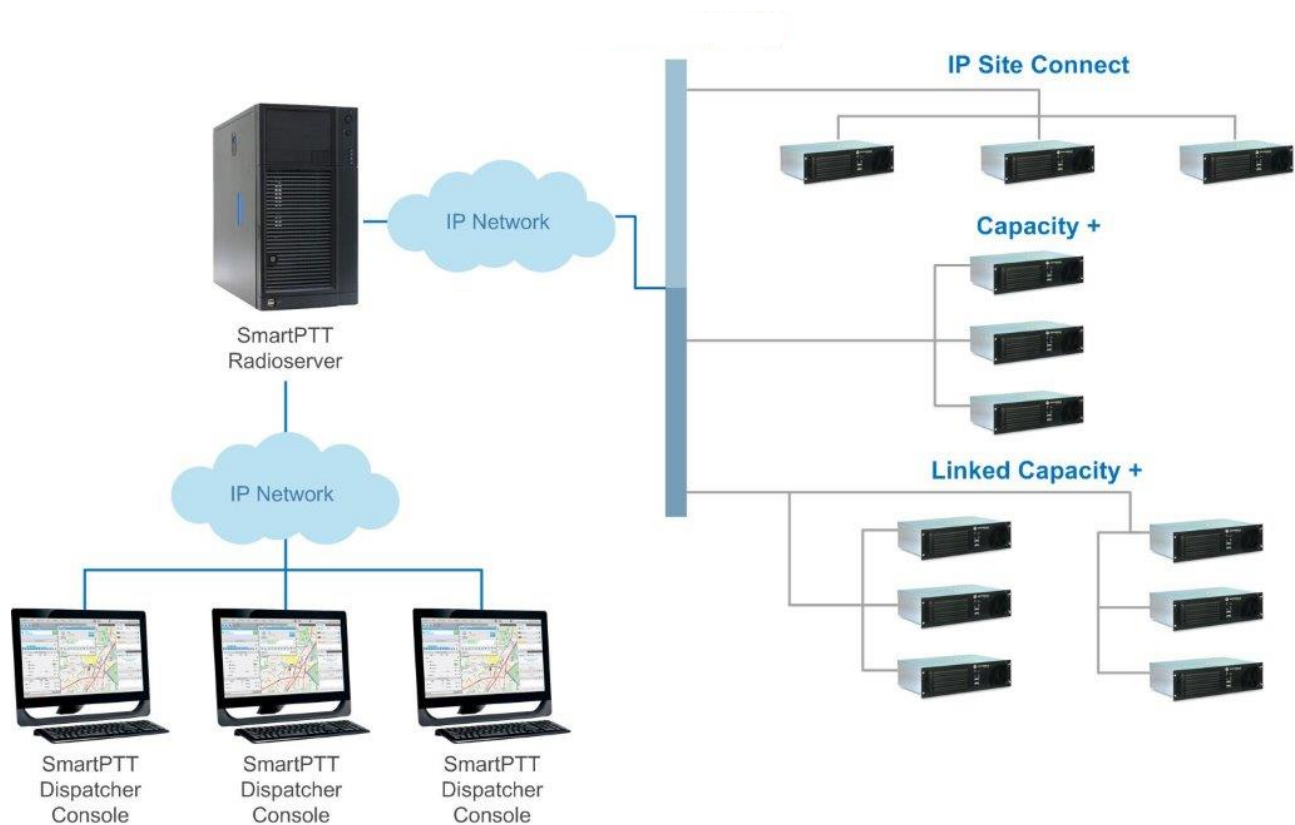 IP Site Connect
IP Network
Capacity +
SmartPTT
Radioserver
Linked Capacity +
IP Network
SmartPTT
Dispatcher
Console
SmartPTT
Dispatcher
Console
SmartPTT
Dispatcher
Console